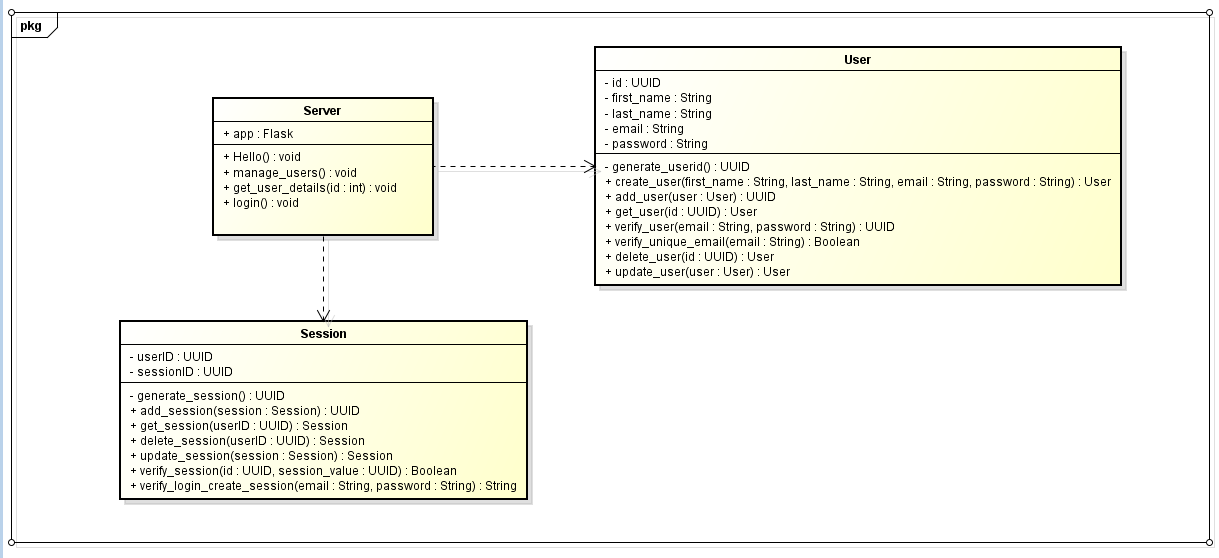 pkg
Server
+ app : Flask
+ Hello() : void
+ manage_users() : void
+ get_user_details(id : int) : void
+ login() : void
User
- id : UUID
- first_name : String
- last_name : String
- email : String
- password : String
- generate_userid() : UUID
+ create_user(first_name : String, last_name : String, email : String, password : String) : User
+ add_user(user : User) : UUID
+ get_user(id : UUID) : User
+ verify_user(email : String, password : String) : UUID
+ verify_unique_email(email : String) : Boolean
+ delete_user(id : UUID) : User
+ update_user(user : User) : User
Session
- userID : UUID
- sessionID : UUID
- generate_session() : UUID
+ add_session(session : Session) : UUID
+ get_session(userID : UUID) : Session
+ delete_session(userID : UUID) : Session
+ update_session(session : Session) : Session
+ verify_session(id : UUID, session_value : UUID) : Boolean
+ verify_login_create_session(email : String, password : String) : String